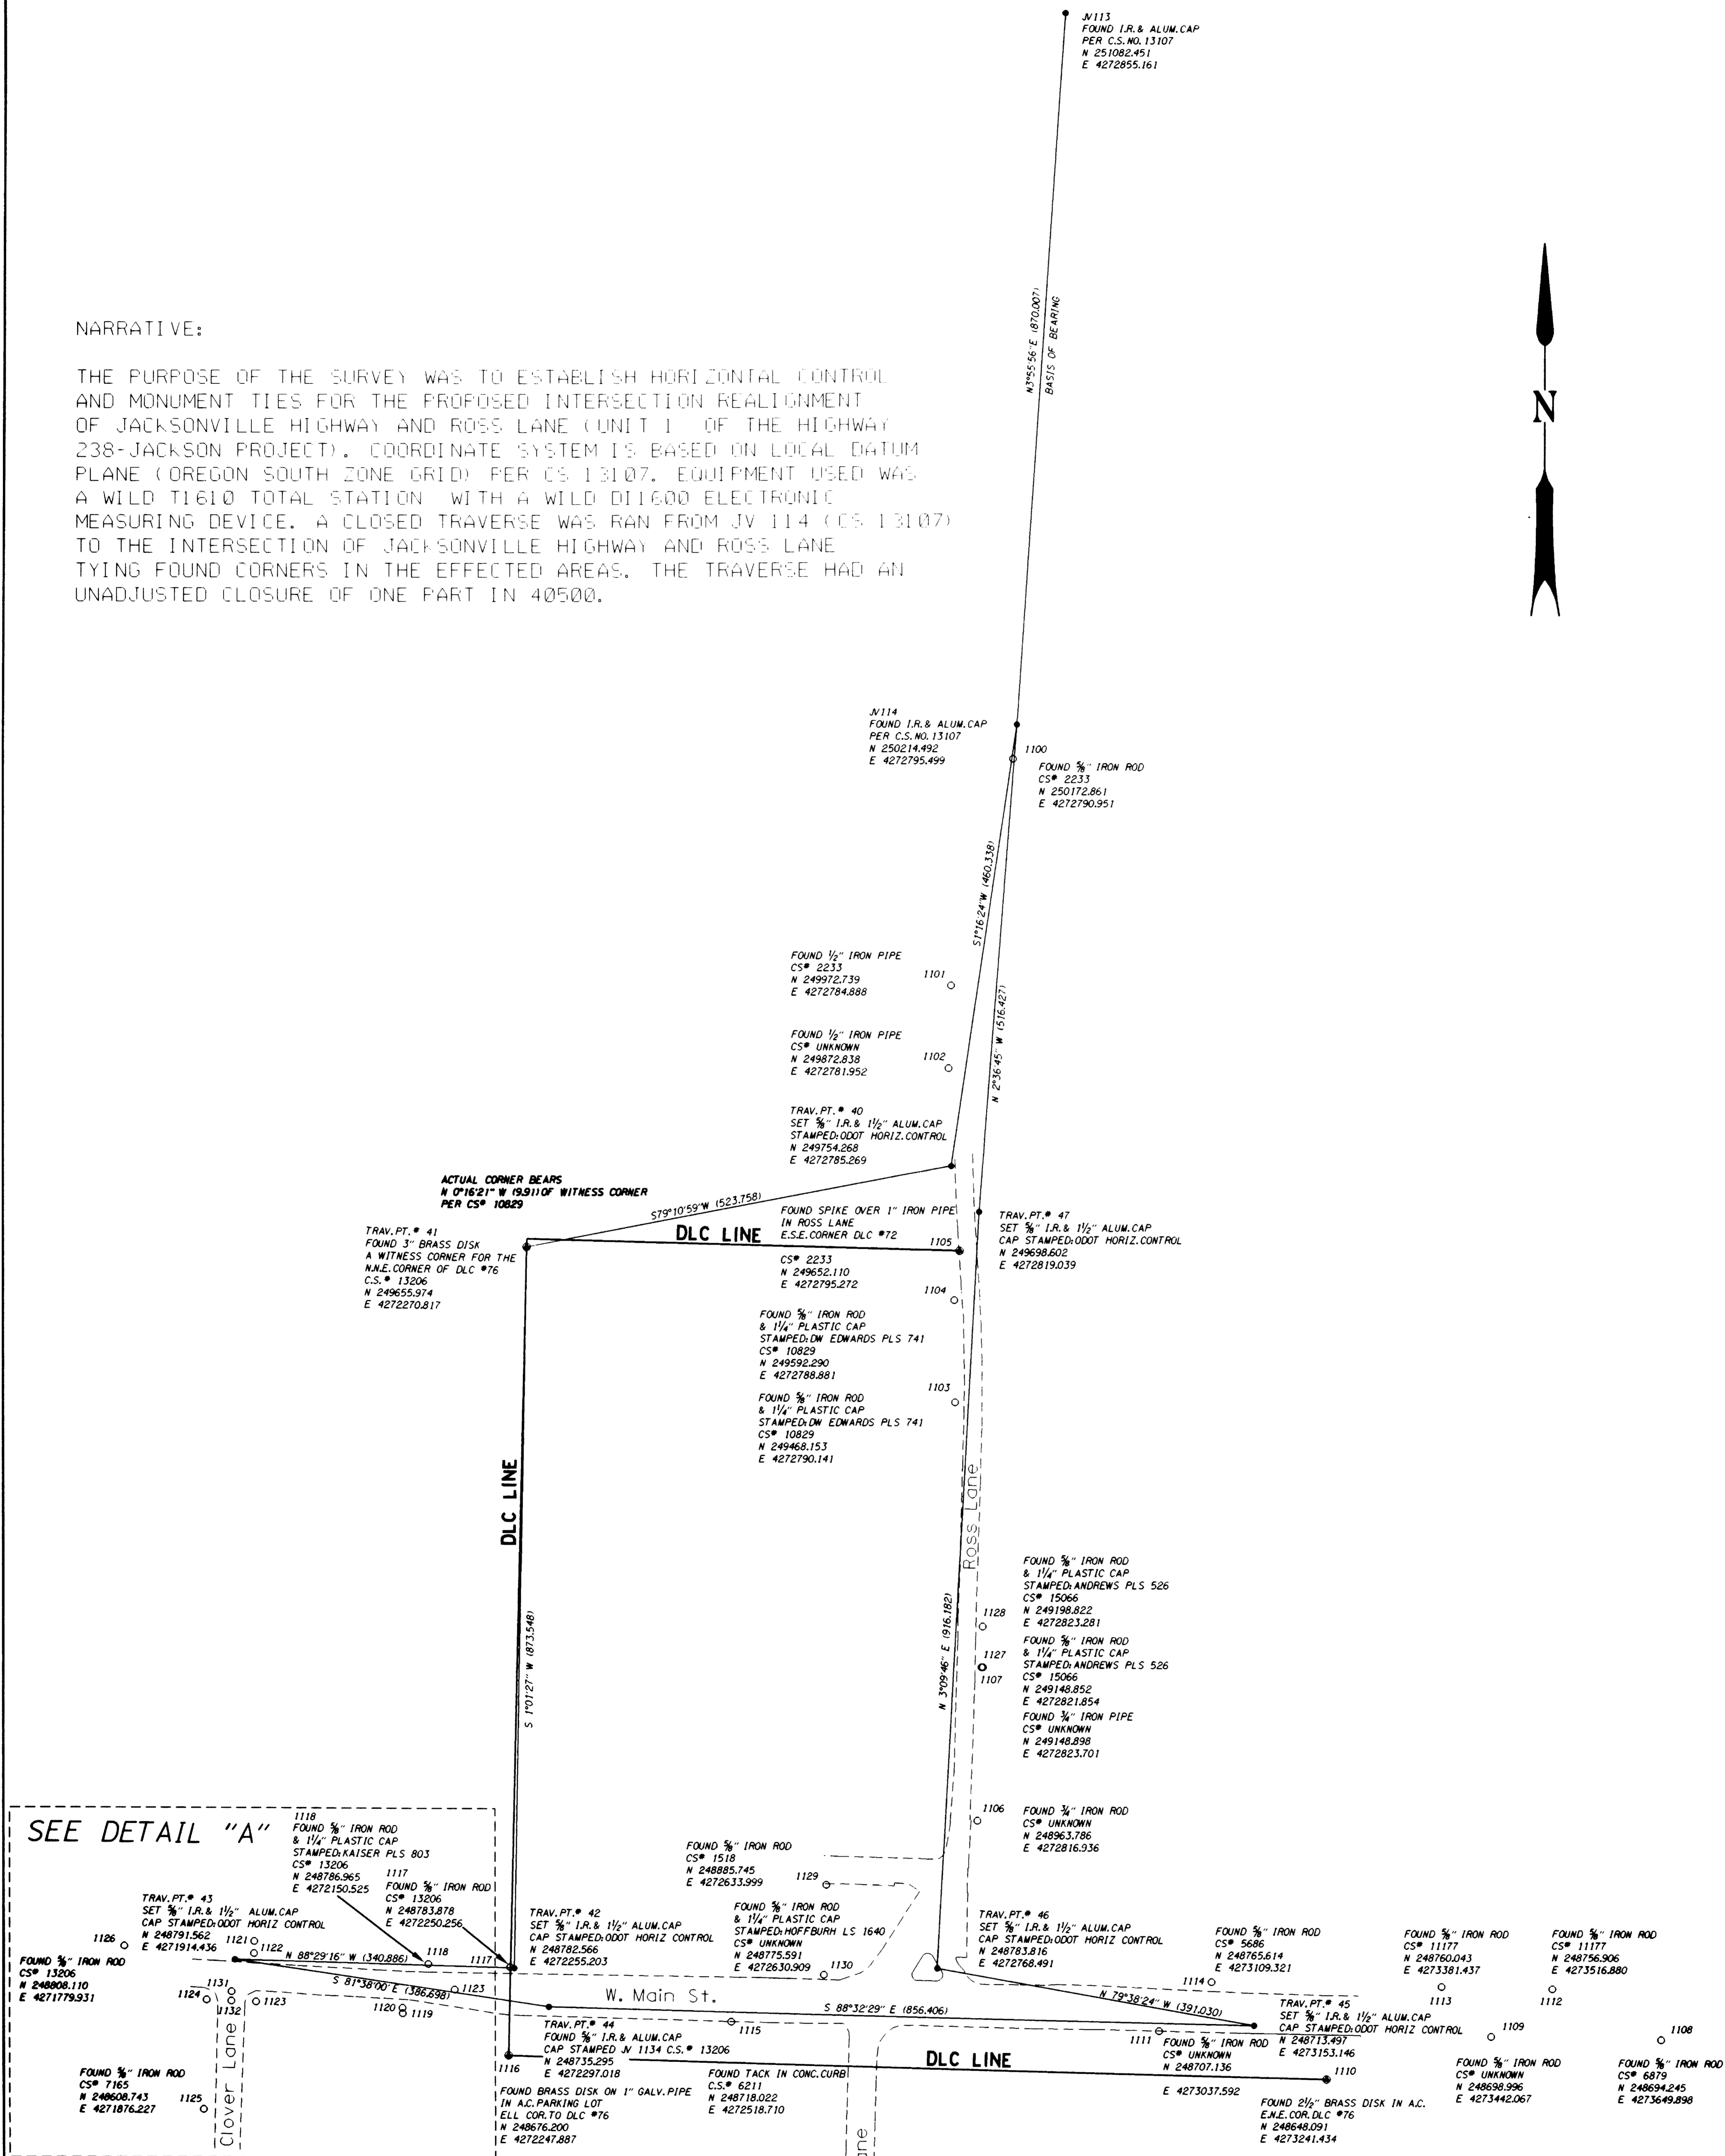 JV113
FOUND I.R.& ALUM.CAP
PER C.S.NO.13107
N 251082.451
E 4272855.161
N3°55'56"E (870.007)
BASIS OF BEARING
N
NARRATIVE:
THE PURPOSE OF THE SURVEY WAS TO ESTABLISH HORIZONTAL CONTROL
AND MONUMENT TIES FOR THE PROPOSED INTERSECTION REALIGNMENT
OF JACKSONVILLE HIGHWAY AND ROSS LANE (UNIT 1 OF THE HIGHWAY
238-JACKSON PROJECT). COORDINATE SYSTEM IS BASED ON LOCAL DATUM
PLANE (OREGON SOUTH ZONE GRID) PER CS 13107. EQUIPMENT USED WAS
A WILD T1610 TOTAL STATION WITH A WILD DI1600 ELECTRONIC
MEASURING DEVICE. A CLOSED TRAVERSE WAS RAN FROM JV 114 (CS 13107)
TO THE INTERSECTION OF JACKSONVILLE HIGHWAY AND ROSS LANE
TYING FOUND CORNERS IN THE EFFECTED AREAS. THE TRAVERSE HAD AN
UNADJUSTED CLOSURE OF ONE PART IN 40500.
JV114
FOUND I.R.& ALUM.CAP
PER C.S.NO.13107
N 250214.492
E 4272795.499
1100
FOUND 5/8" IRON ROD
CS# 2233
N 250172.861
E 4272790.951
S1°16'24"W (460.338)
N 2°36'45" W (516.427)
FOUND 1/2" IRON PIPE
CS# 2233
N 249972.739
E 4272784.888
1101
FOUND 1/2" IRON PIPE
CS# UNKNOWN
N 249872.838
E 4272781.952
1102
TRAV.PT.# 40
SET 5/8" I.R.& 1 1/2" ALUM.CAP
STAMPED:ODOT HORIZ.CONTROL
N 249754.268
E 4272785.269
ACTUAL CORNER BEARS
N 0°16'21" W (9.91) OF WITNESS CORNER
PER CS# 10829
S79°10'59"W (523.758)
TRAV.PT.# 41
FOUND 3" BRASS DISK
A WITNESS CORNER FOR THE
N.N.E.CORNER OF DLC #76
C.S.# 13206
N 249655.974
E 4272270.817
DLC LINE
FOUND SPIKE OVER 1" IRON PIPE
IN ROSS LANE
E.S.E.CORNER DLC #72
1105
CS# 2233
N 249652.110
E 4272795.272
TRAV.PT.# 47
SET 5/8" I.R.& 1 1/2" ALUM.CAP
CAP STAMPED:ODOT HORIZ.CONTROL
N 249698.602
E 4272819.039
1104
FOUND 5/8" IRON ROD
& 1 1/4" PLASTIC CAP
STAMPED:DW EDWARDS PLS 741
CS# 10829
N 249592.290
E 4272788.881
1103
FOUND 5/8" IRON ROD
& 1 1/4" PLASTIC CAP
STAMPED:DW EDWARDS PLS 741
CS# 10829
N 249468.153
E 4272790.141
DLC LINE
S 1°01'27" W (873.548)
Ross Lane
N 3°09'46" E (916.182)
FOUND 5/8" IRON ROD
& 1 1/4" PLASTIC CAP
STAMPED:ANDREWS PLS 526
CS# 15066
N 249198.822
E 4272823.281
1128
FOUND 5/8" IRON ROD
& 1 1/4" PLASTIC CAP
STAMPED:ANDREWS PLS 526
CS# 15066
N 249148.852
E 4272821.854
1127
1107
FOUND 3/4" IRON PIPE
CS# UNKNOWN
N 249148.898
E 4272823.701
1106
FOUND 3/4" IRON ROD
CS# UNKNOWN
N 248963.786
E 4272816.936
SEE DETAIL "A"
1118
FOUND 5/8" IRON ROD
& 1 1/4" PLASTIC CAP
STAMPED:KAISER PLS 803
CS# 13206
N 248786.965
E 4272150.525
1117
FOUND 5/8" IRON ROD
CS# 13206
N 248783.878
E 4272250.256
TRAV.PT.# 43
SET 5/8" I.R.& 1 1/2" ALUM.CAP
CAP STAMPED:ODOT HORIZ CONTROL
N 248791.562
E 4271914.436
1126
1121
1122
N 88°29'16" W (340.886)
1118
1117
FOUND 5/8" IRON ROD
CS# 13206
N 248808.110
E 4271779.931
1124
1131
1132
1123
S 81°38'00" E (386.698)
1123
1120
1119
TRAV.PT.# 42
SET 5/8" I.R.& 1 1/2" ALUM.CAP
CAP STAMPED:ODOT HORIZ CONTROL
N 248782.566
E 4272255.203
FOUND 5/8" IRON ROD
CS# 1518
N 248885.745
E 4272633.999
1129
FOUND 5/8" IRON ROD
& 1 1/4" PLASTIC CAP
STAMPED:HOFFBURH LS 1640
CS# UNKNOWN
N 248775.591
E 4272630.909
1130
TRAV.PT.# 46
SET 5/8" I.R.& 1 1/2" ALUM.CAP
CAP STAMPED:ODOT HORIZ CONTROL
N 248783.816
E 4272768.491
FOUND 5/8" IRON ROD
CS# 5686
N 248765.614
E 4273109.321
1114
FOUND 5/8" IRON ROD
CS# 11177
N 248760.043
E 4273381.437
1113
FOUND 5/8" IRON ROD
CS# 11177
N 248756.906
E 4273516.880
1112
W. Main St.
S 88°32'29" E (856.406)
N 79°38'24" W (391.030)
TRAV.PT.# 45
SET 5/8" I.R.& 1 1/2" ALUM.CAP
CAP STAMPED:ODOT HORIZ CONTROL
N 248713.497
E 4273153.146
TRAV.PT.# 44
FOUND 5/8" I.R.& ALUM.CAP
CAP STAMPED JV 1134 C.S.# 13206
N 248735.295
E 4272297.018
1115
FOUND TACK IN CONC.CURB
C.S.# 6211
N 248718.022
E 4272518.710
DLC LINE
1111
FOUND 5/8" IRON ROD
CS# UNKNOWN
N 248707.136
E 4273037.592
1109
FOUND 5/8" IRON ROD
CS# UNKNOWN
N 248698.996
E 4273442.067
1108
FOUND 5/8" IRON ROD
CS# 6879
N 248694.245
E 4273649.898
1110
FOUND 2 1/2" BRASS DISK IN A.C.
E.N.E.COR.DLC #76
N 248648.091
E 4273241.434
1116
FOUND BRASS DISK ON 1" GALV.PIPE
IN A.C.PARKING LOT
ELL COR.TO DLC #76
N 248676.200
E 4272247.887
FOUND 5/8" IRON ROD
CS# 7165
N 248608.743
E 4271876.227
1125
Clover Lane
ane